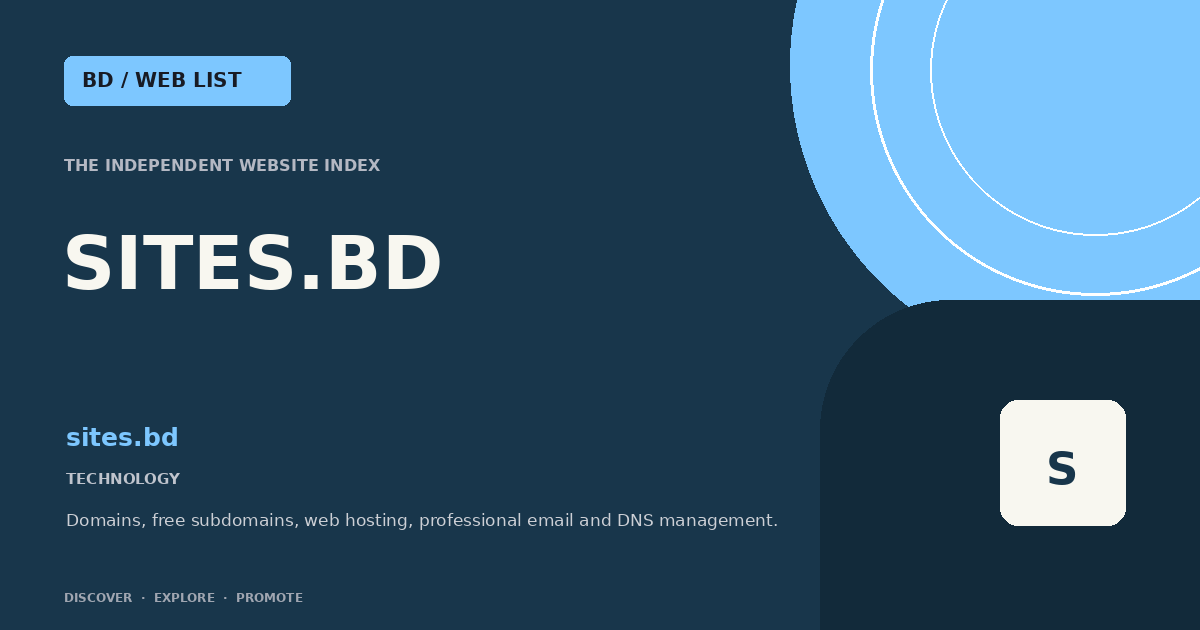 BD / WEB LIST
THE INDEPENDENT WEBSITE INDEX
SITES.BD
sites.bd
TECHNOLOGY
S
Domains, free subdomains, web hosting, professional email and DNS management.
DISCOVER · EXPLORE · PROMOTE